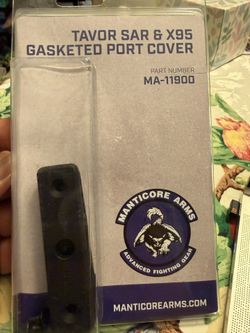 TAVOR SAR & X95
GASKETED PORT COVER
PART NUMBER
MA-11900
MANTICORE ARMS
ADVANCED FIGHTING GEAR
MANTICOREARMS.COM